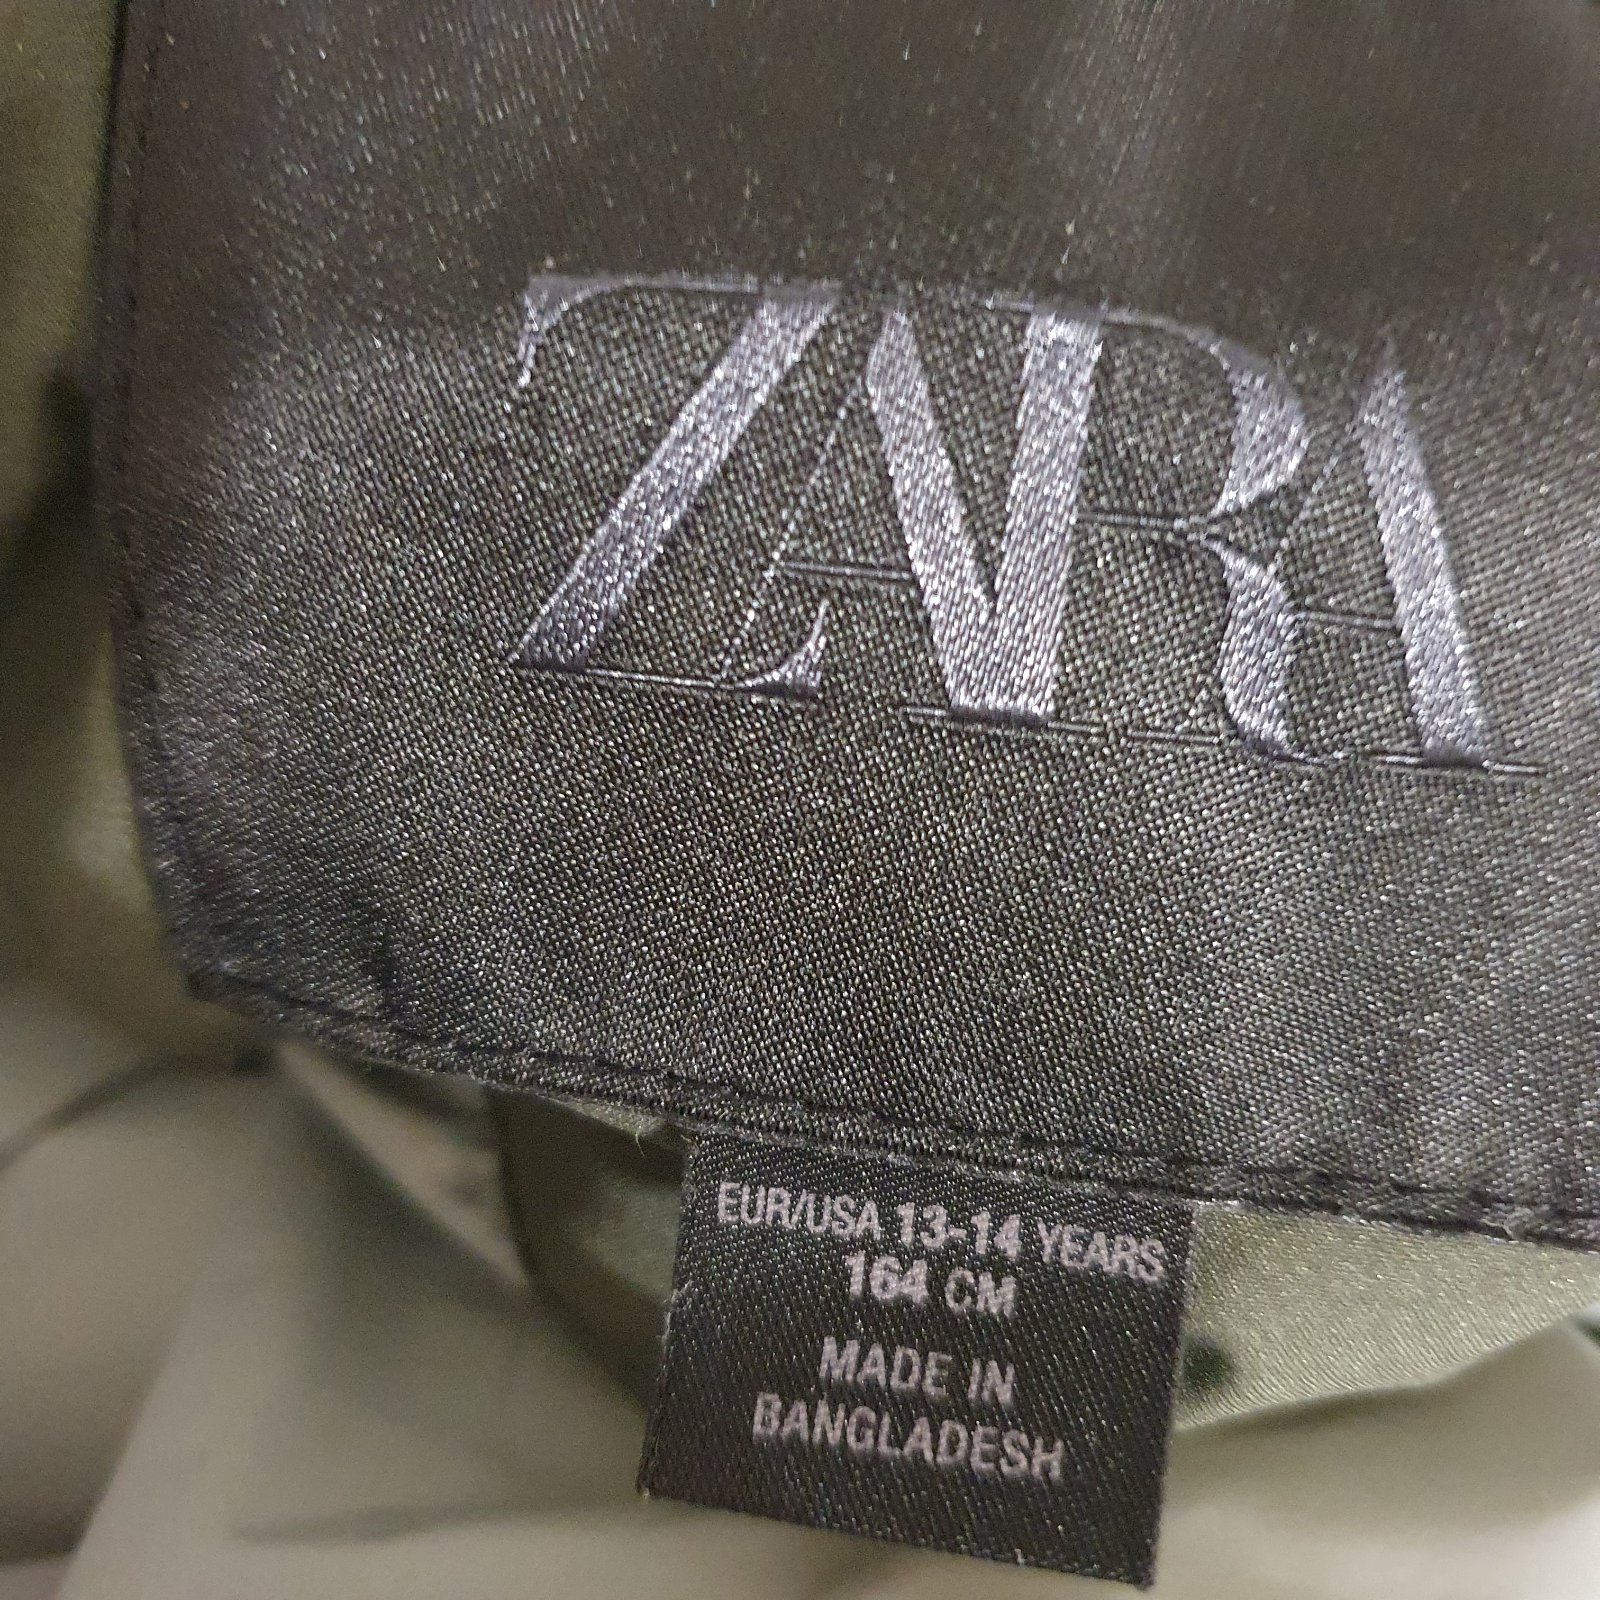 ZARA
EUR/USA 13-14 YEARS
164 CM
MADE IN
BANGLADESH